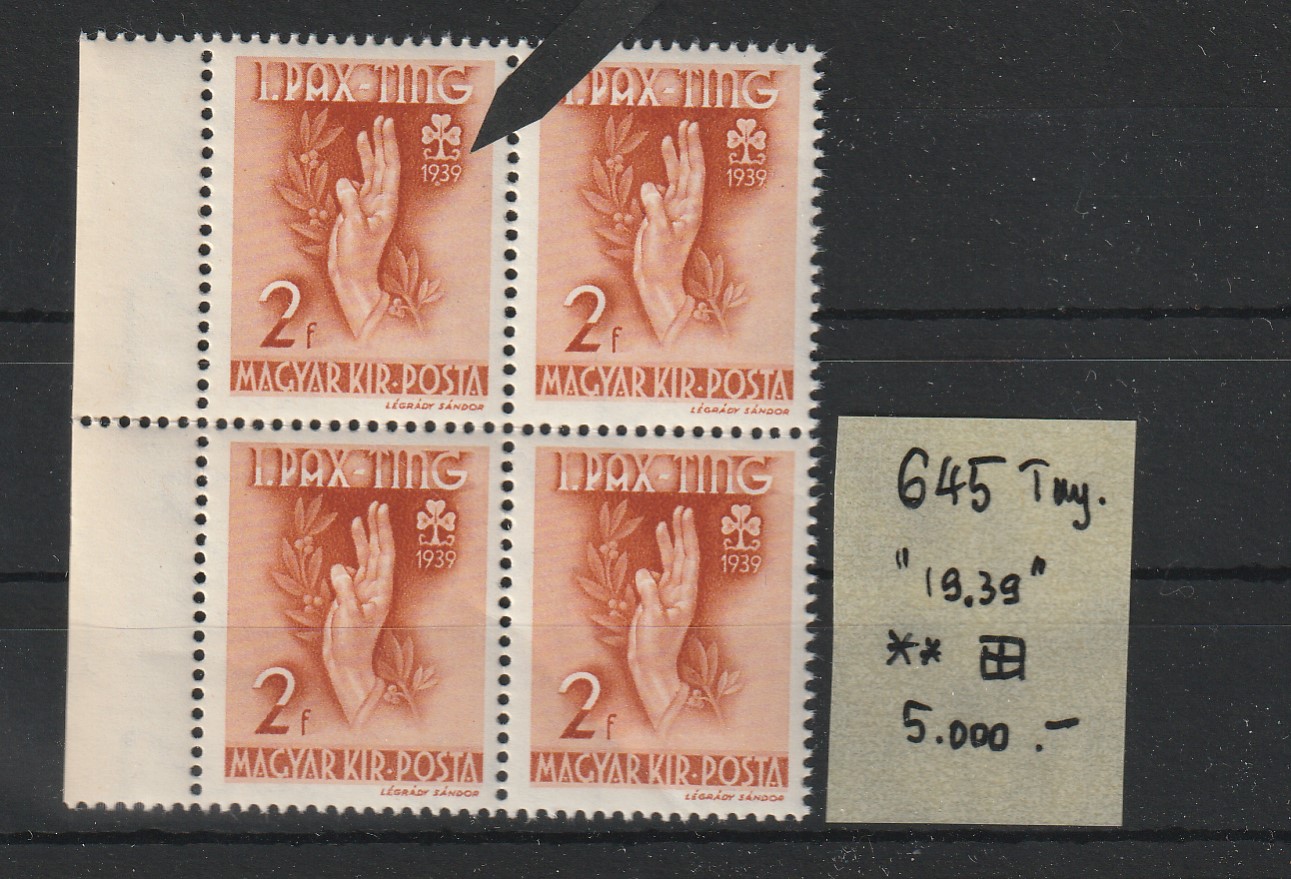 I. PAX-TING
1939
2f
MAGYAR KIR·POSTA
LÉGRÁDY SÁNDOR
I. PAX-TING
1939
2f
MAGYAR KIR·POSTA
LÉGRÁDY SÁNDOR
I. PAX-TING
1939
2f
MAGYAR KIR·POSTA
LÉGRÁDY SÁNDOR
I. PAX-TING
1939
2f
MAGYAR KIR·POSTA
LÉGRÁDY SÁNDOR
645 Tny.
"19.39"
**
5.000.-